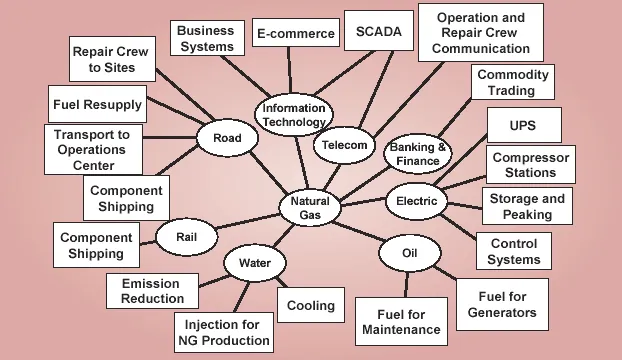 Operation and
Repair Crew
Communication
Business
Systems
E-commerce
SCADA
Repair Crew
to Sites
Commodity
Trading
Fuel Resupply
Information
Technology
UPS
Transport to
Operations
Center
Road
Telecom
Banking &
Finance
Compressor
Stations
Component
Shipping
Natural
Gas
Electric
Storage and
Peaking
Component
Shipping
Rail
Control
Systems
Water
Oil
Emission
Reduction
Cooling
Fuel for
Generators
Injection for
NG Production
Fuel for
Maintenance